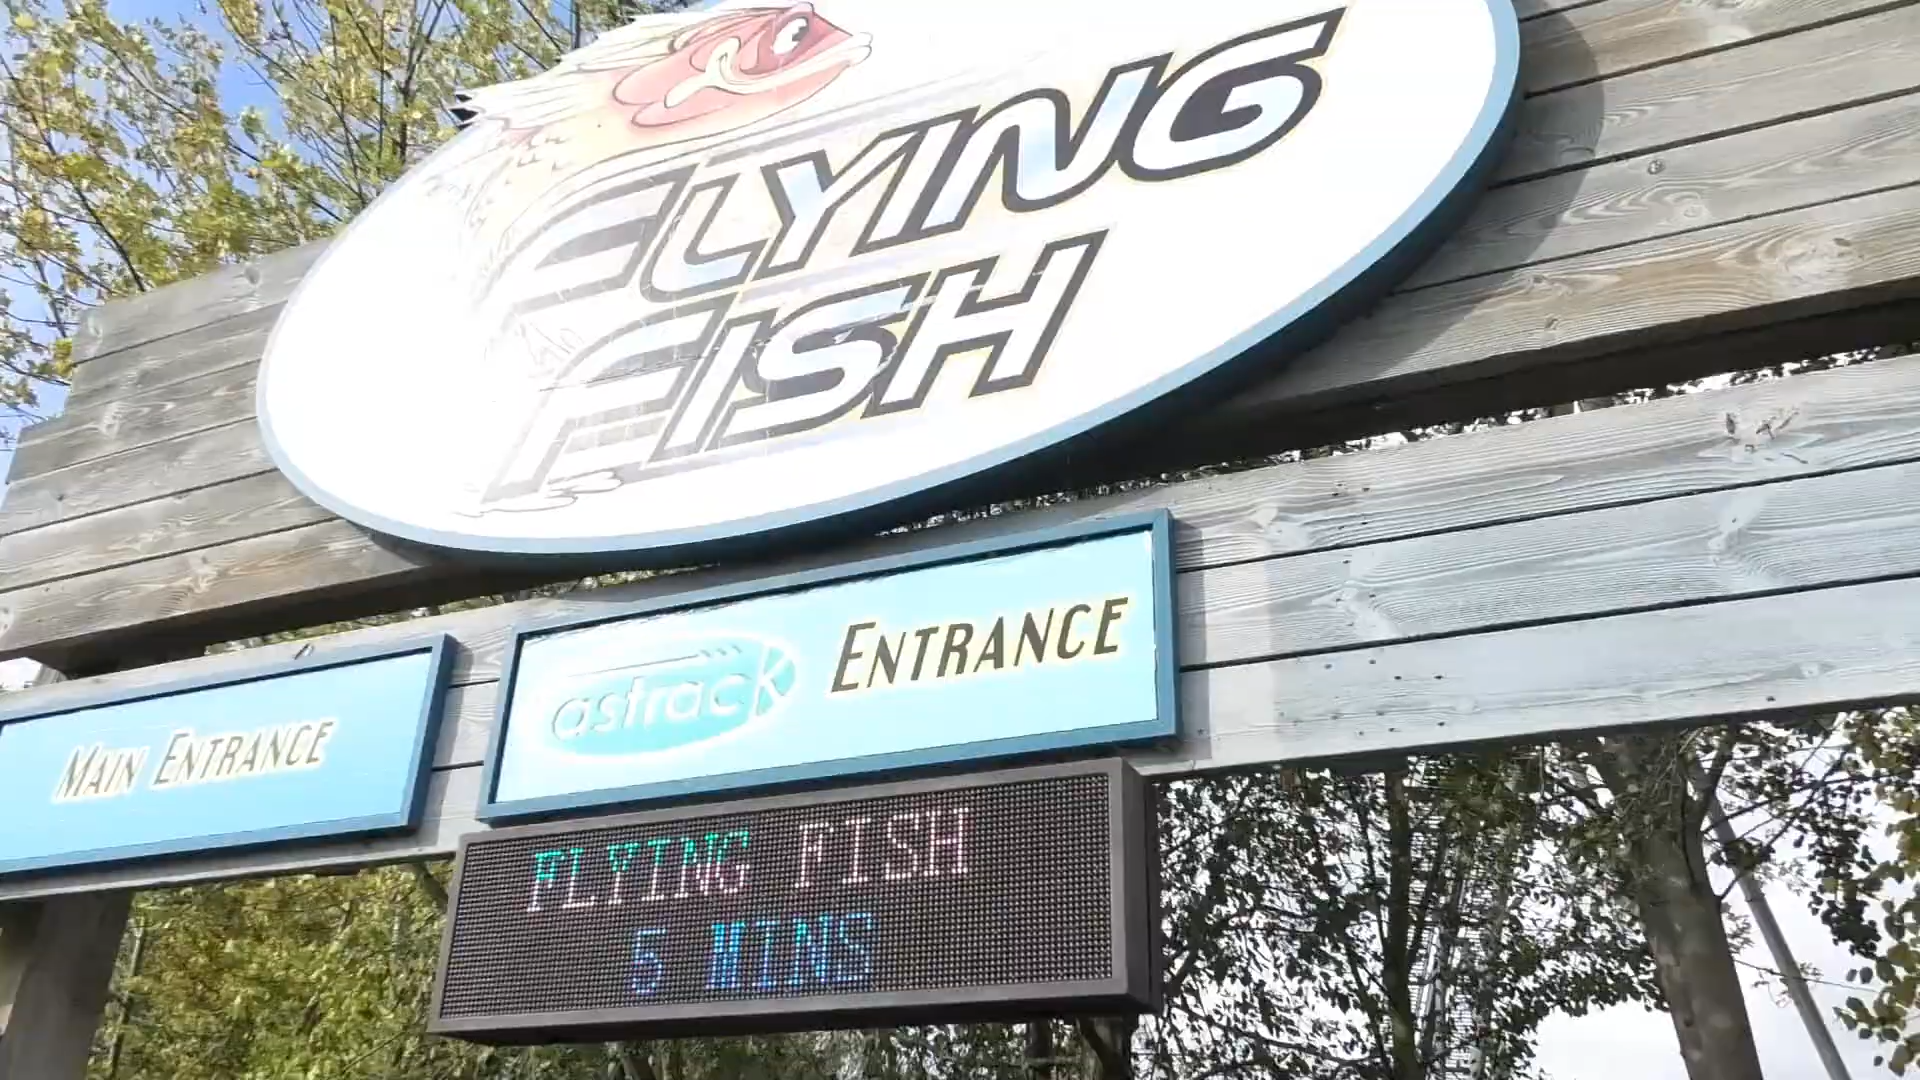 FLYING
FISH
MAIN ENTRANCE
astrack ENTRANCE
FLYING FISH
5 MINS